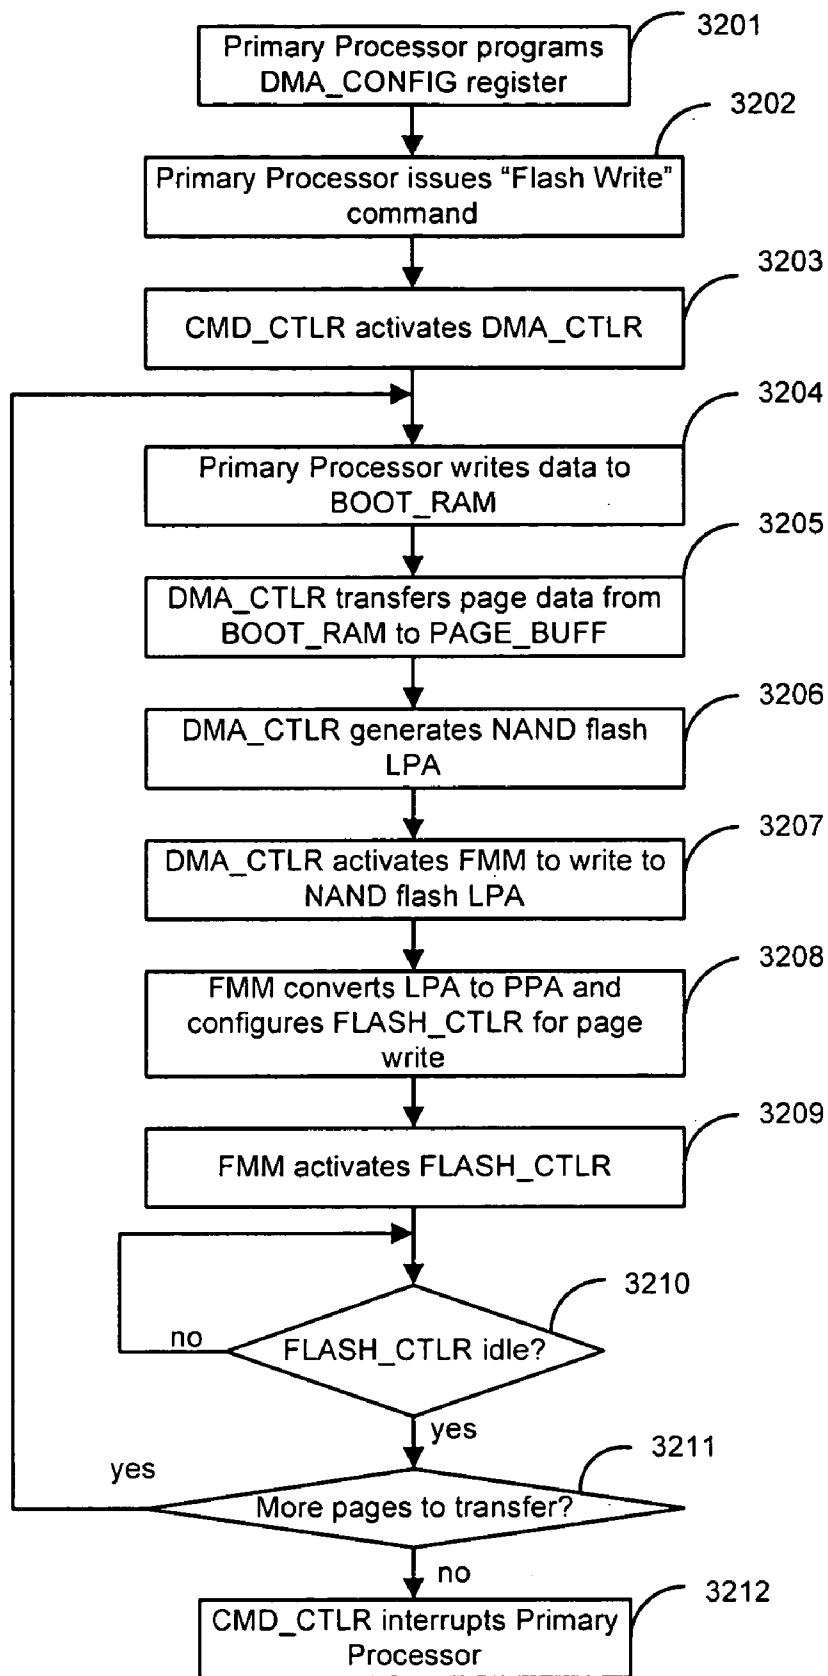 3201
Primary Processor programs
DMA_CONFIG register
3202
Primary Processor issues “Flash Write”
command
3203
CMD_CTLR activates DMA_CTLR
3204
Primary Processor writes data to
BOOT_RAM
3205
DMA_CTLR transfers page data from
BOOT_RAM to PAGE_BUFF
3206
DMA_CTLR generates NAND flash
LPA
3207
DMA_CTLR activates FMM to write to
NAND flash LPA
3208
FMM converts LPA to PPA and
configures FLASH_CTLR for page
write
3209
FMM activates FLASH_CTLR
3210
no
FLASH_CTLR idle?
yes
3211
yes
More pages to transfer?
no
3212
CMD_CTLR interrupts Primary
Processor